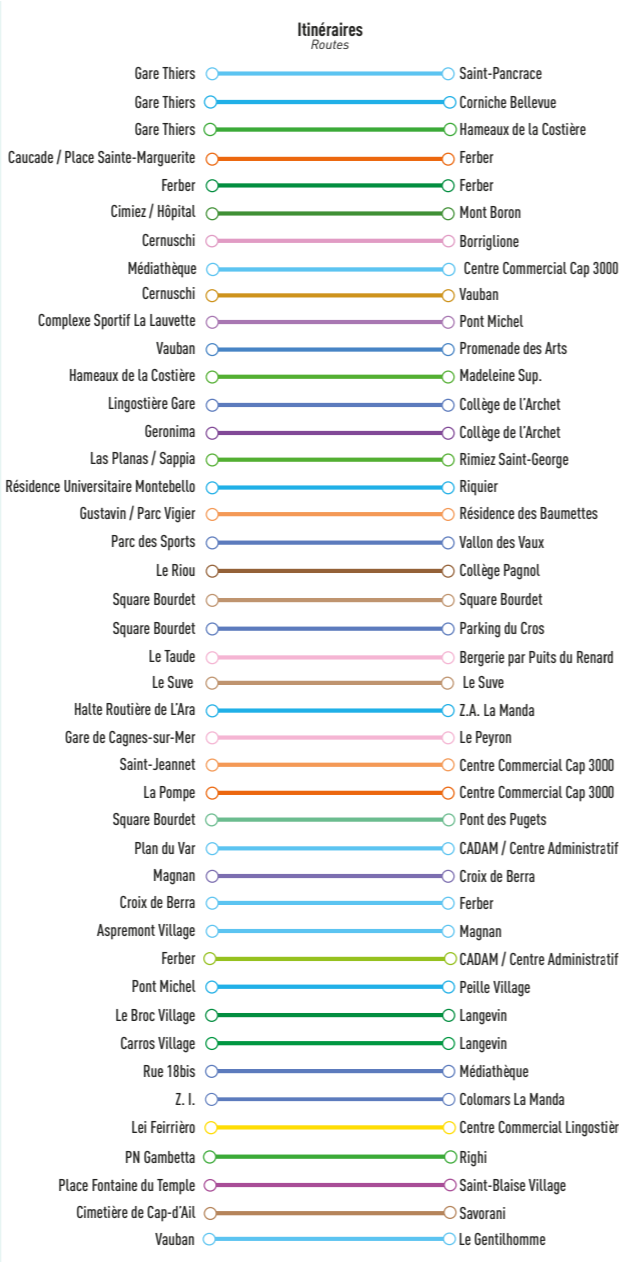 Itinéraires
Routes
Gare Thiers Saint-Pancrace
Gare Thiers Corniche Bellevue
Gare Thiers Hameaux de la Costière
Caucade / Place Sainte-Marguerite Ferber
Ferber Ferber
Cimiez / Hôpital Mont Boron
Cernuschi Borriglione
Médiathèque Centre Commercial Cap 3000
Cernuschi Vauban
Complexe Sportif La Lauvette Pont Michel
Vauban Promenade des Arts
Hameaux de la Costière Madeleine Sup.
Lingostière Gare Collège de l'Archet
Geronima Collège de l'Archet
Las Planas / Sappia Rimiez Saint-George
Résidence Universitaire Montebello Riquier
Gustavin / Parc Vigier Résidence des Baumettes
Parc des Sports Vallon des Vaux
Le Riou Collège Pagnol
Square Bourdet Square Bourdet
Square Bourdet Parking du Cros
Le Taude Bergerie par Puits du Renard
Le Suve Le Suve
Halte Routière de L'Ara Z.A. La Manda
Gare de Cagnes-sur-Mer Le Peyron
Saint-Jeannet Centre Commercial Cap 3000
La Pompe Centre Commercial Cap 3000
Square Bourdet Pont des Pugets
Plan du Var CADAM / Centre Administratif
Magnan Croix de Berra
Croix de Berra Ferber
Aspremont Village Magnan
Ferber CADAM / Centre Administratif
Pont Michel Peille Village
Le Broc Village Langevin
Carros Village Langevin
Rue 18bis Médiathèque
Z. I. Colomars La Manda
Lei Feirrièro Centre Commercial Lingostièr
PN Gambetta Righi
Place Fontaine du Temple Saint-Blaise Village
Cimetière de Cap-d'Ail Savorani
Vauban Le Gentilhomme